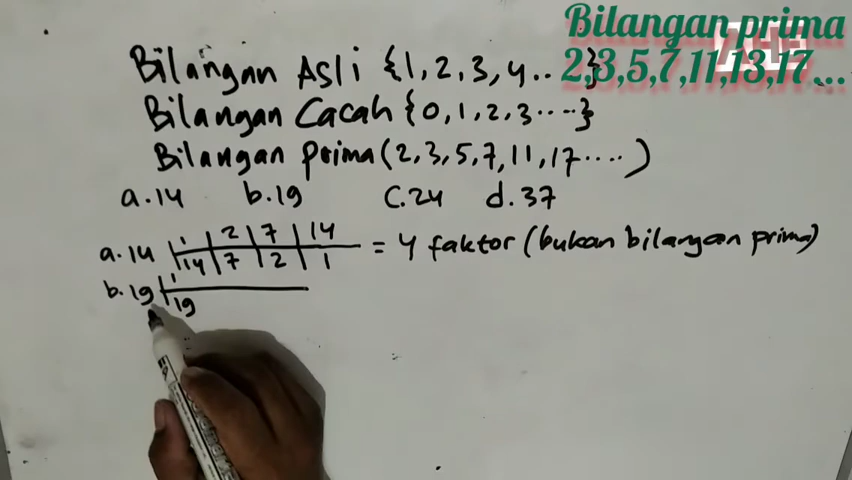 Bilangan prima
2,3,5,7,11,13,17,...
Bilangan Asli {1, 2, 3, 4.. }
Bilangan Cacah {0, 1, 2, 3.....}
Bilangan prima (2, 3, 5, 7, 11, 17....)
a. 14 b. 19 C. 24 d. 37
a. 14 1 2 7 14 = 4 faktor (bukan bilangan prima)
14 7 2 1
b. 19 1
19